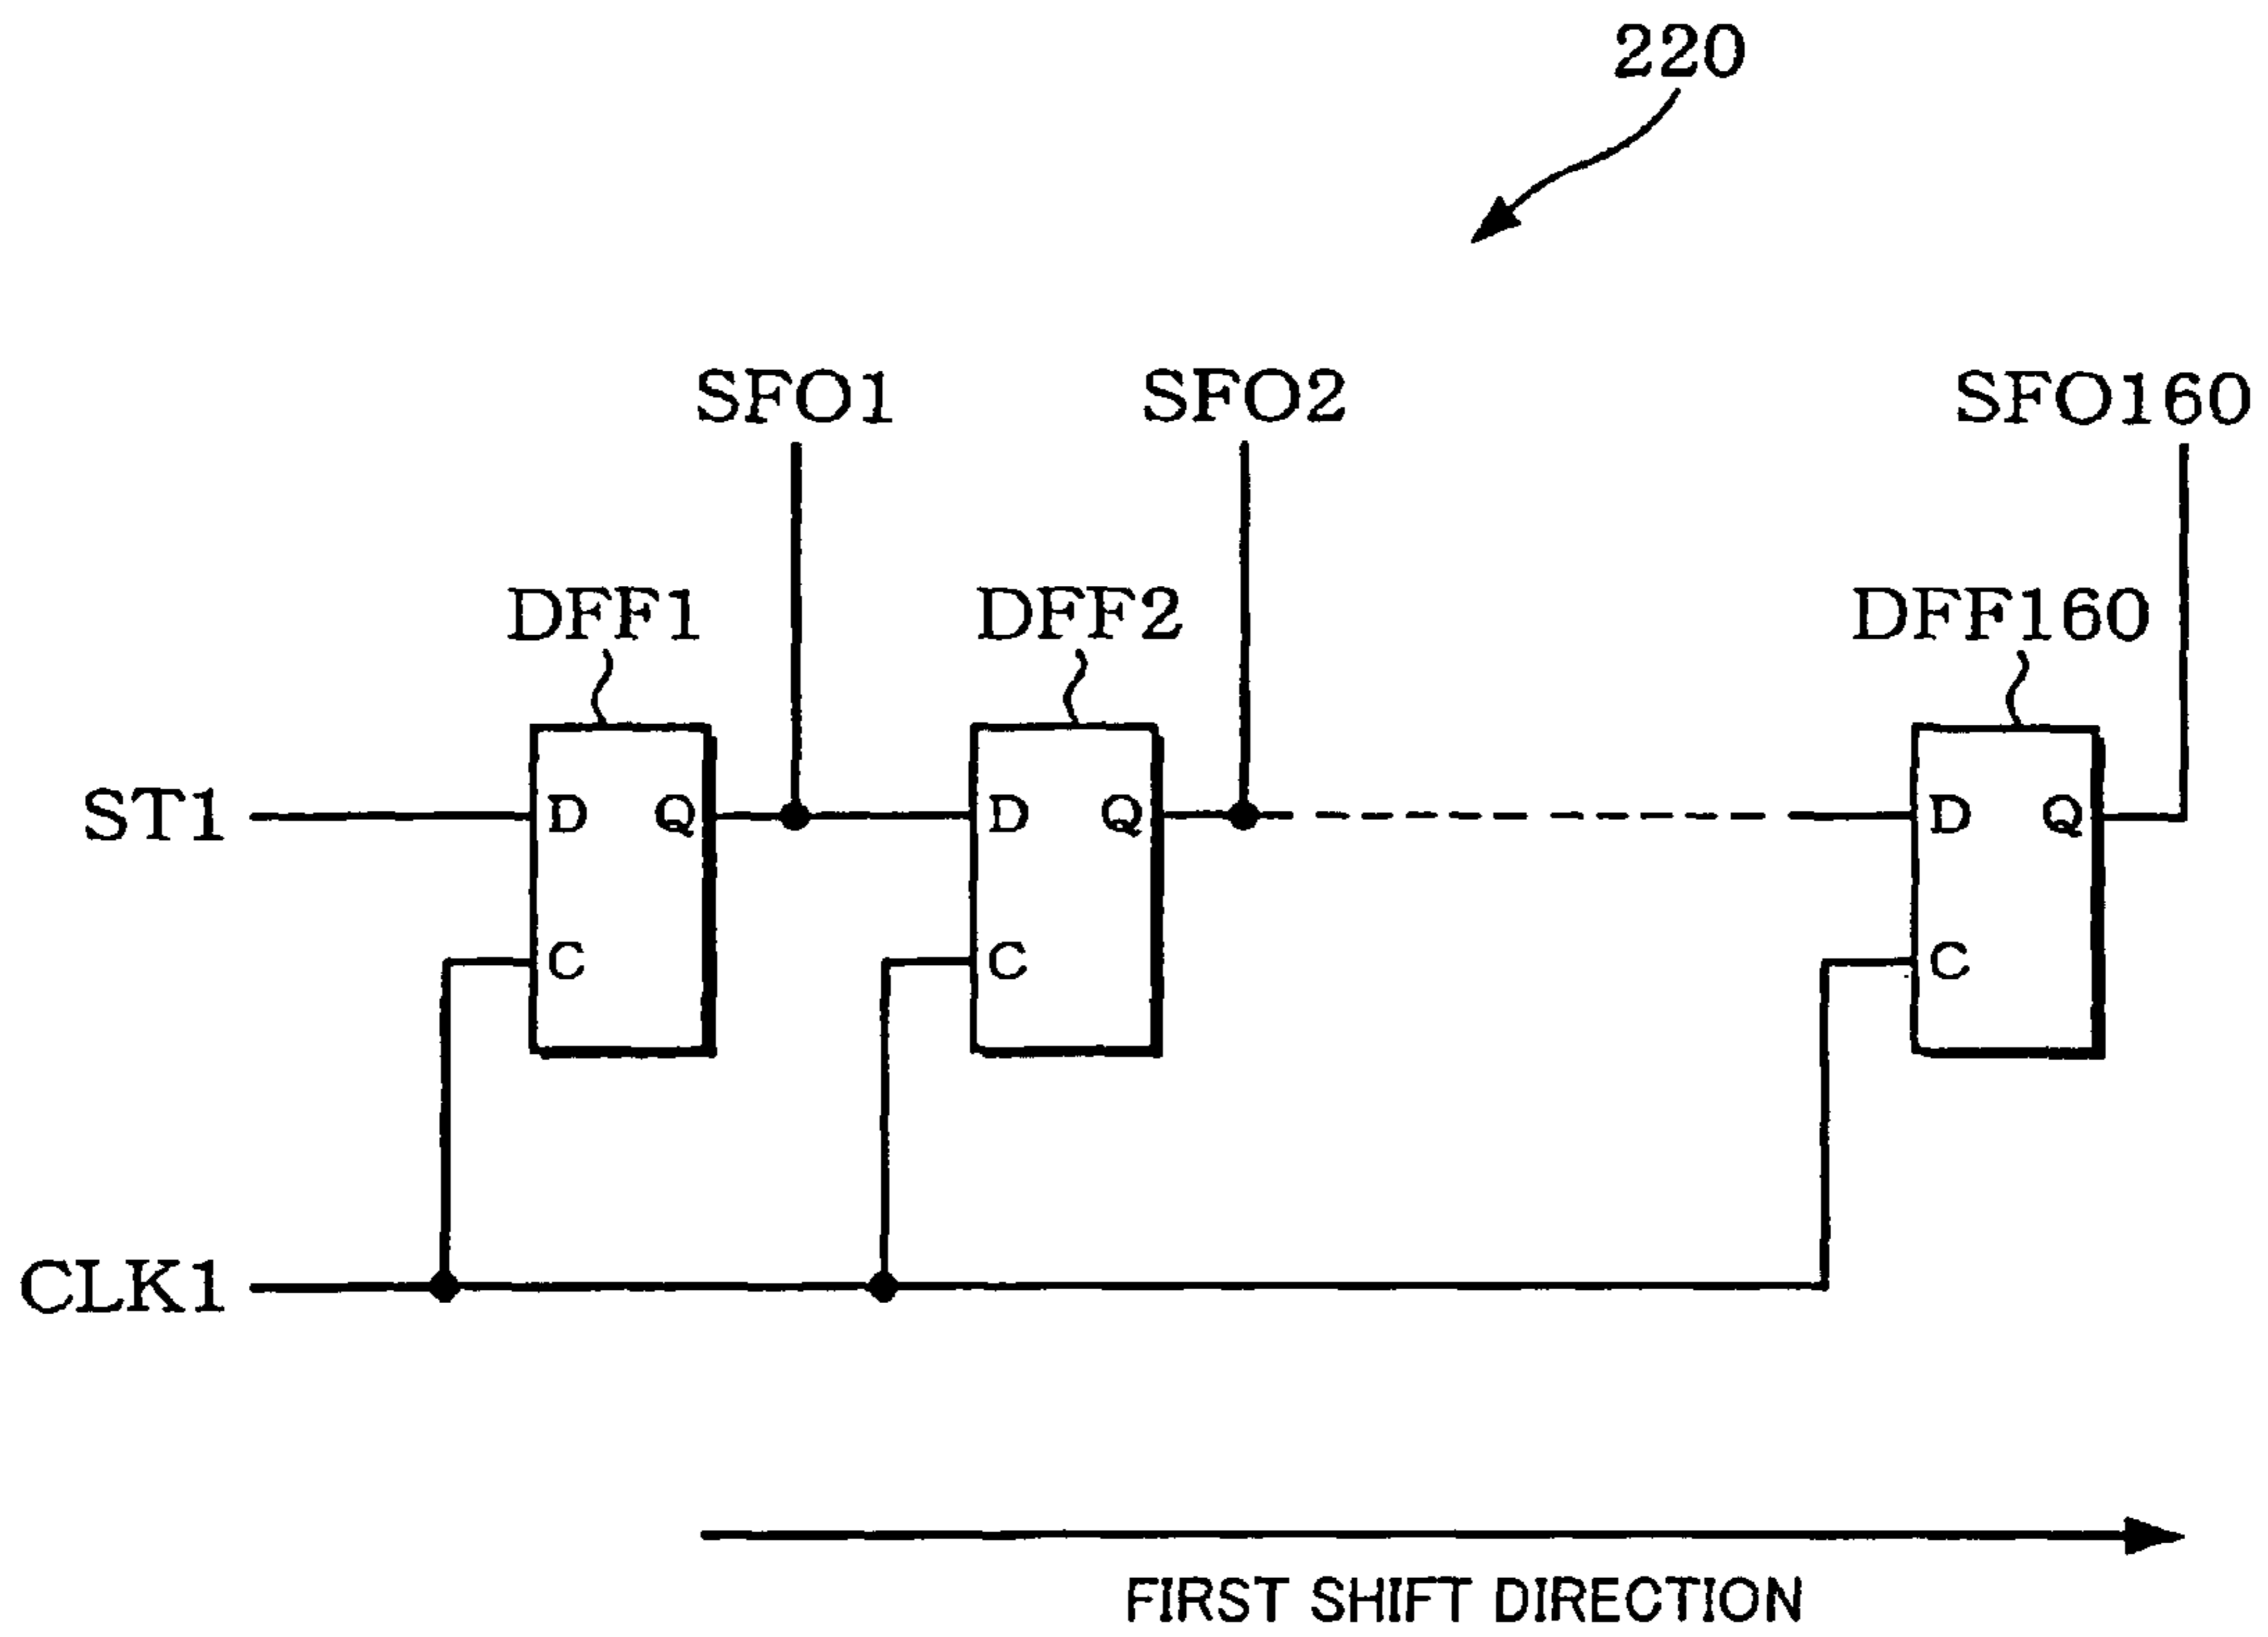 220
SFO1 SFO2 SFO160
DFF1 DFF2 DFF160
ST1 D Q D Q D Q
C C C
CLK1
FIRST SHIFT DIRECTION